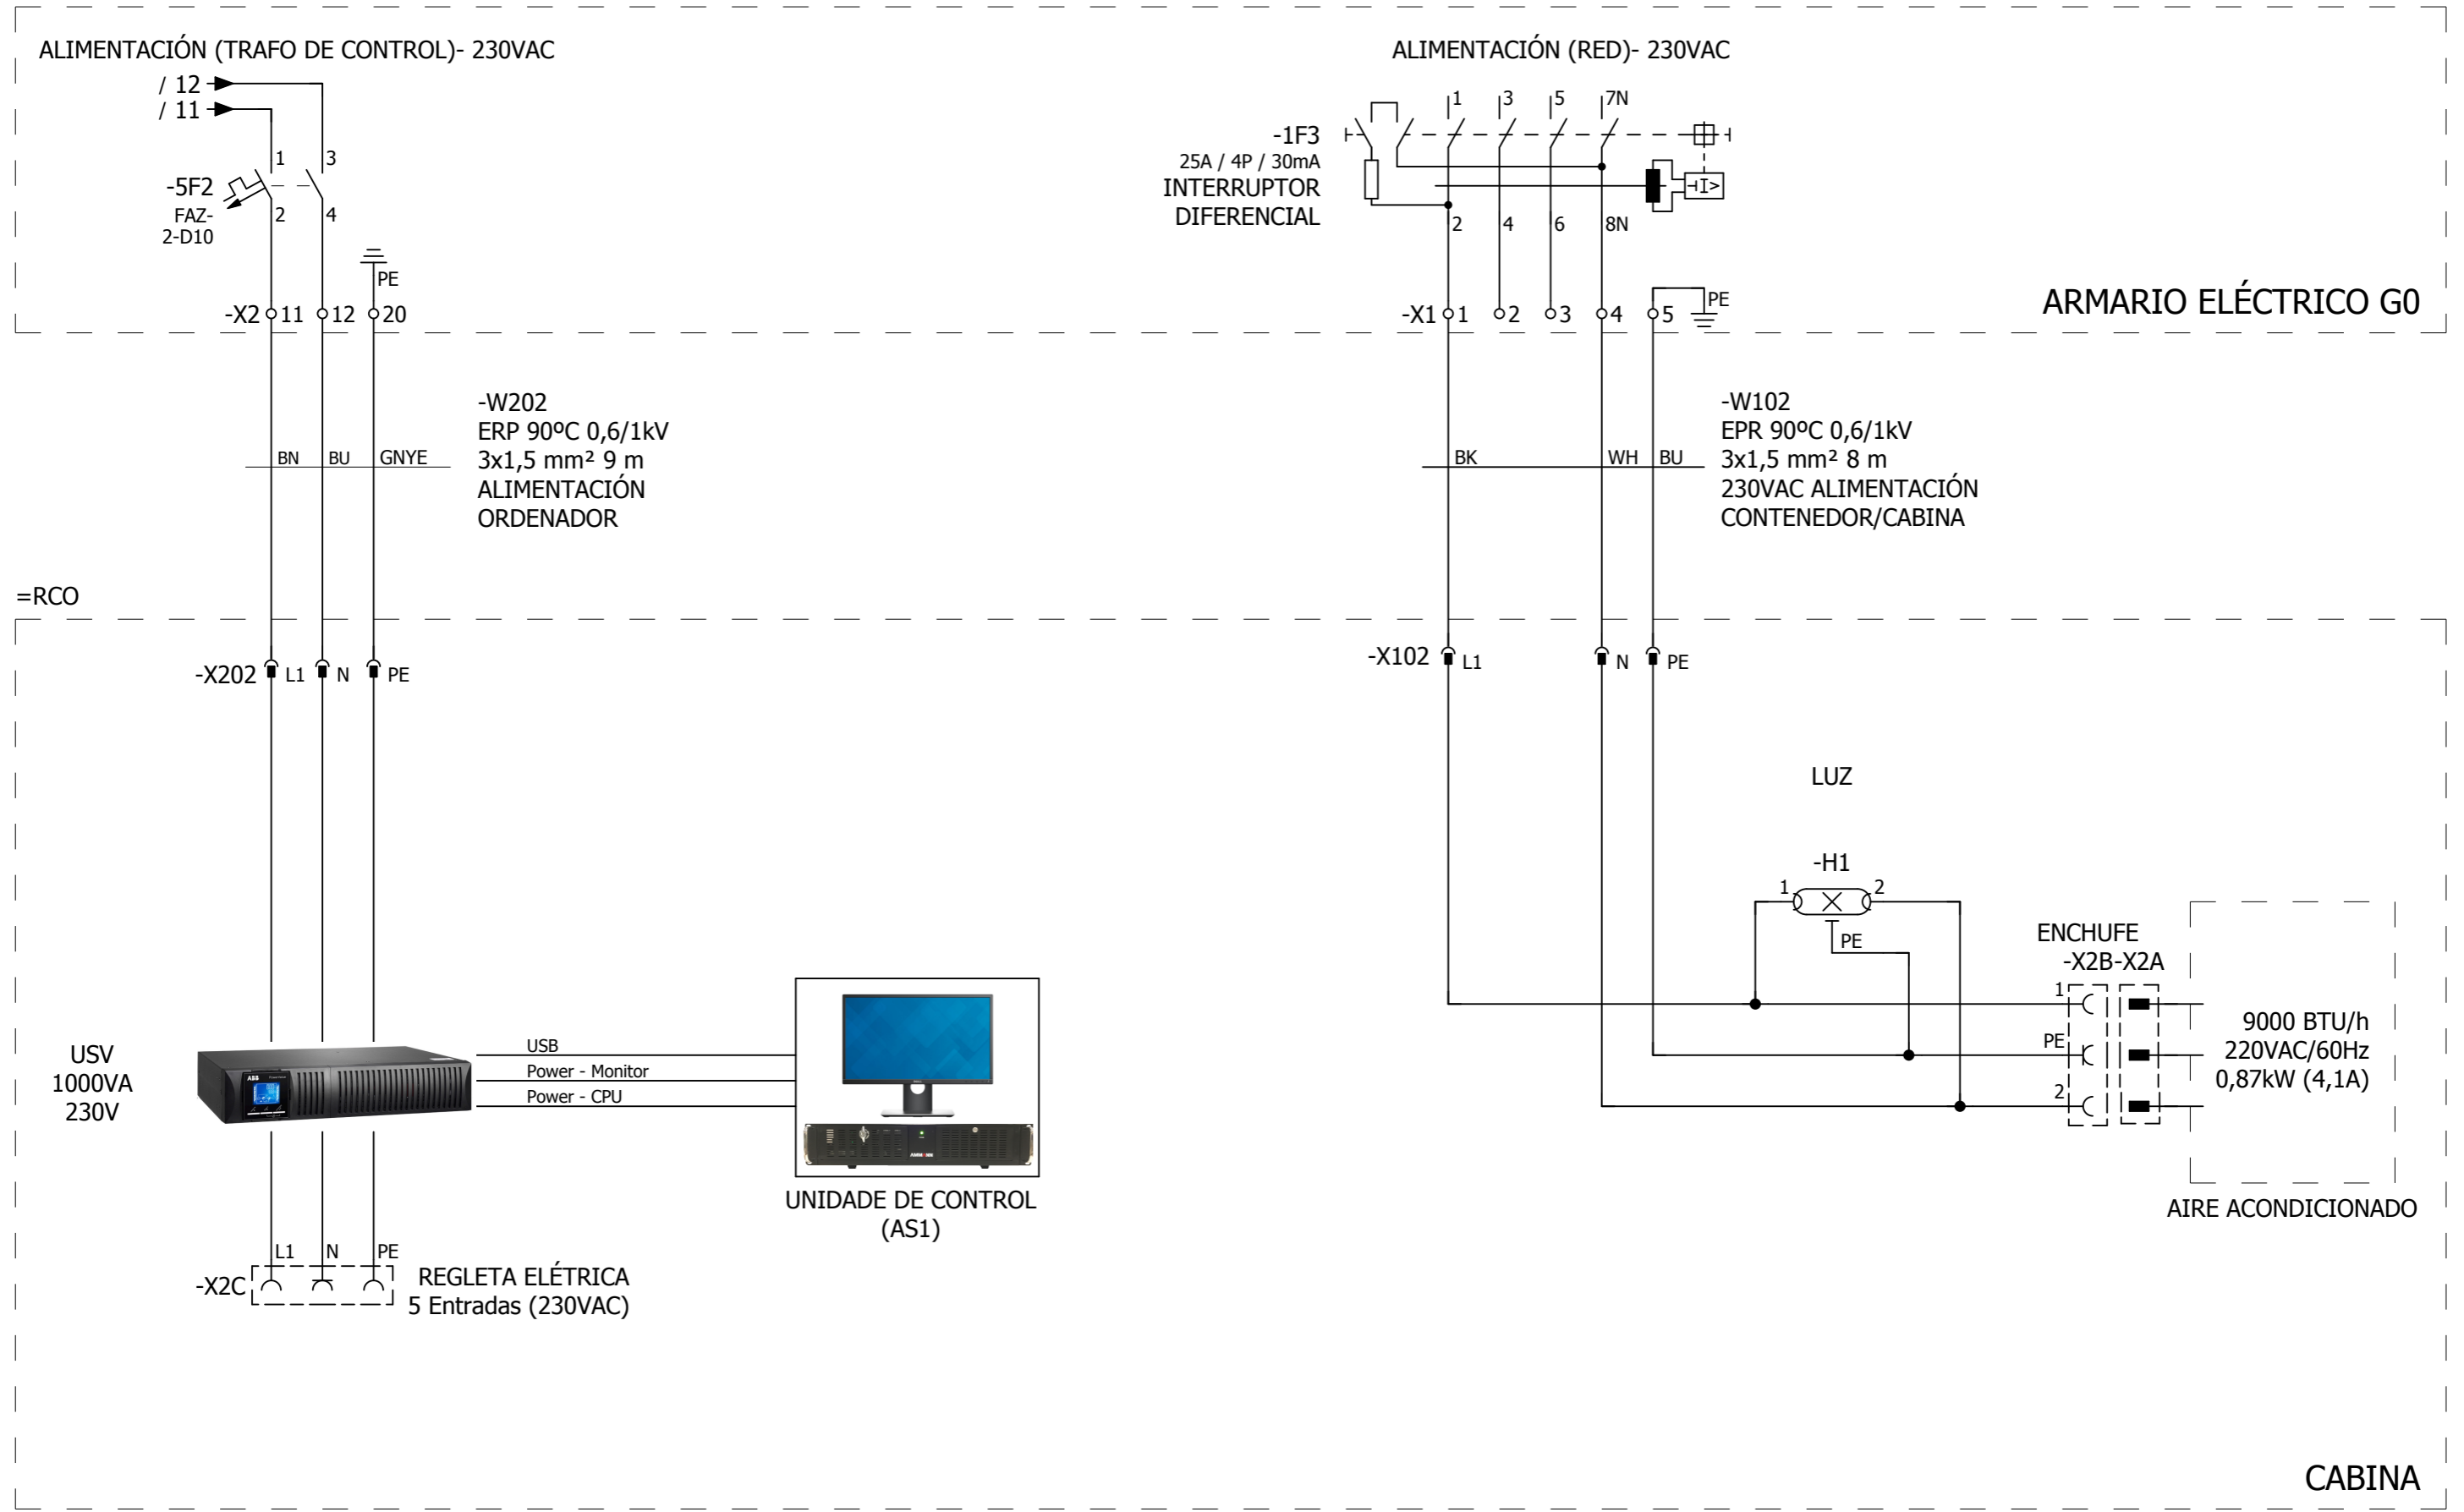 ALIMENTACIÓN (TRAFO DE CONTROL)- 230VAC
/ 12
/ 11
1
3
-5F2
FAZ-
2-D10
2
4
PE
-X2
11
12
20
ALIMENTACIÓN (RED)- 230VAC
1
3
5
7N
-1F3
25A / 4P / 30mA
INTERRUPTOR
DIFERENCIAL
I>
2
4
6
8N
PE
-X1
1
2
3
4
5
ARMARIO ELÉCTRICO G0
-W202
ERP 90ºC 0,6/1kV
3x1,5 mm² 9 m
ALIMENTACIÓN
ORDENADOR
BN
BU
GNYE
-W102
EPR 90ºC 0,6/1kV
3x1,5 mm² 8 m
230VAC ALIMENTACIÓN
CONTENEDOR/CABINA
BK
WH
BU
=RCO
-X202
L1
N
PE
-X102
L1
N
PE
LUZ
-H1
1
2
PE
ENCHUFE
-X2B-X2A
1
PE
2
9000 BTU/h
220VAC/60Hz
0,87kW (4,1A)
AIRE ACONDICIONADO
USV
1000VA
230V
ABB
USB
Power - Monitor
Power - CPU
AMMANN
UNIDADE DE CONTROL
(AS1)
L1
N
PE
-X2C
REGLETA ELÉTRICA
5 Entradas (230VAC)
CABINA